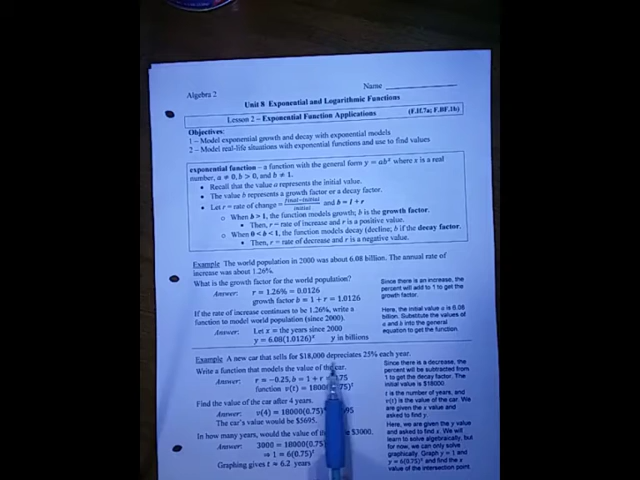 Algebra 2
Name
Unit 8 Exponential and Logarithmic Functions
Lesson 2 – Exponential Function Applications (F.IF.7a; F.BF.1b)
Objectives:
1 – Model exponential growth and decay with exponential models
2 – Model real-life situations with exponential functions and use to find values
exponential function – a function with the general form y = abˣ where x is a real
number, a ≠ 0, b > 0, and b ≠ 1.
• Recall that the value a represents the initial value.
• The value b represents a growth factor or a decay factor.
• Let r = rate of change = (final−initial)/(initial) and b = 1 + r
○ When b > 1, the function models growth; b is the growth factor.
▪ Then, r = rate of increase and r is a positive value.
○ When 0 < b < 1, the function models decay (decline; b if the decay factor.
▪ Then, r = rate of decrease and r is a negative value.
Example The world population in 2000 was about 6.08 billion. The annual rate of
increase was about 1.26%.
What is the growth factor for the world population?
Answer: r = 1.26% = 0.0126
growth factor b = 1 + r = 1.0126
Since there is an increase, the
percent will add to 1 to get the
growth factor.
If the rate of increase continues to be 1.26%, write a
function to model world population (since 2000).
Answer: Let x = the years since 2000
y = 6.08(1.0126)ˣ y in billions
Here, the initial value a is 6.08
billion. Substitute the values of
a and b into the general
equation to get the function.
Example A new car that sells for $18,000 depreciates 25% each year.
Write a function that models the value of the car.
Answer: r = −0.25, b = 1 + r = 0.75
function v(t) = 1800 .75)ᵗ
Since there is a decrease, the
percent will be subtracted from
1 to get the decay factor. The
initial value is $18000
t is the number of years, and
v(t) is the value of the car. We
are given the x value and
asked to find y.
Find the value of the car after 4 years.
Answer: v(4) = 18000(0.75) 95
The car's value would be $5695.
In how many years, would the value of $3000.
Answer: 3000 = 18000(0.75)
⇒ 1 = 6(0.75)ᵗ
Graphing gives t ≈ 6.2 years
Here, we are given the y value
and asked to find x. We will
learn to solve algebraically, but
for now, we can only solve
graphically. Graph y = 1 and
y = 6(0.75)ˣ and find the x
value of the intersection point.